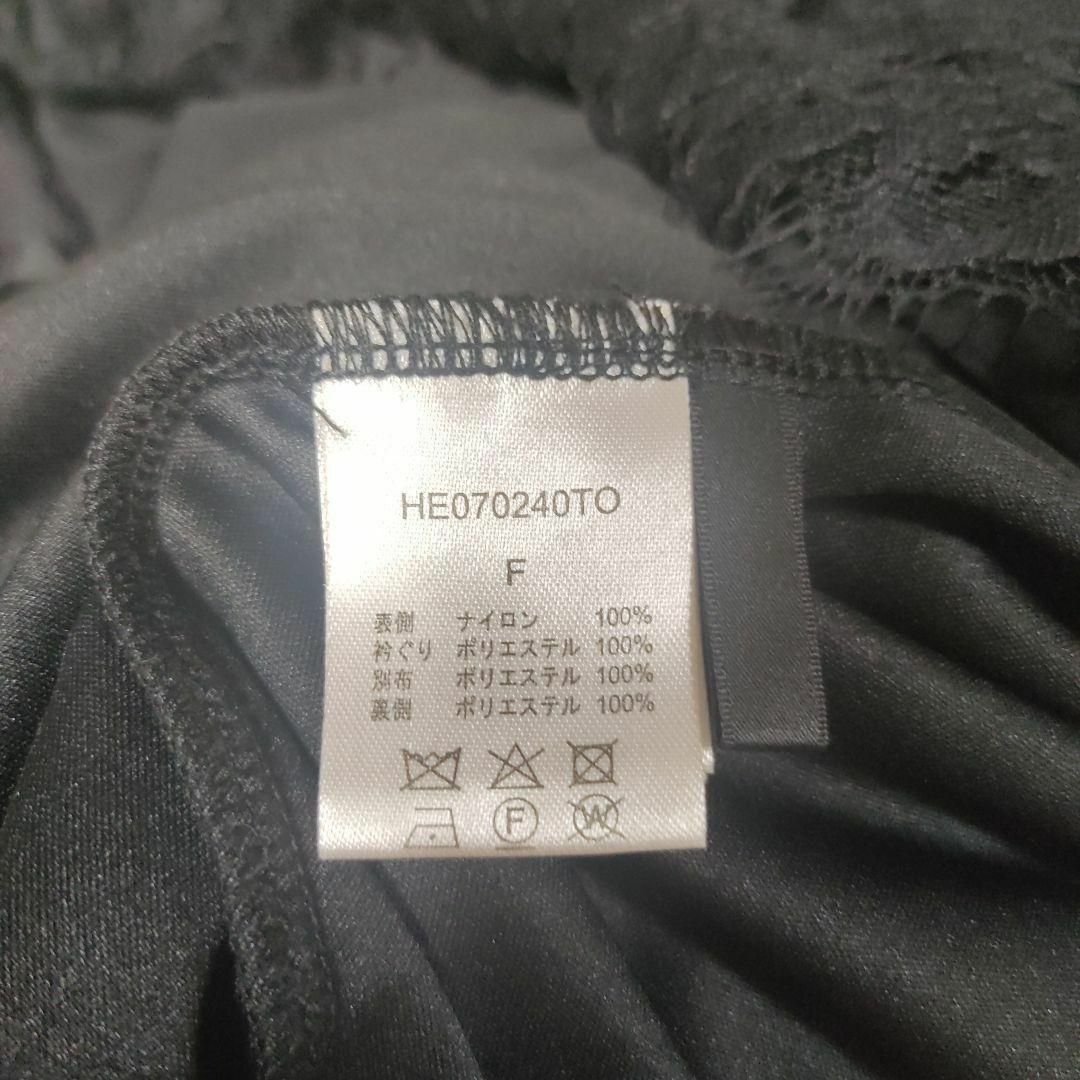 HE070240TO
F
表側 ナイロン 100%
衿ぐり ポリエステル 100%
別布 ポリエステル 100%
裏側 ポリエステル 100%
F W